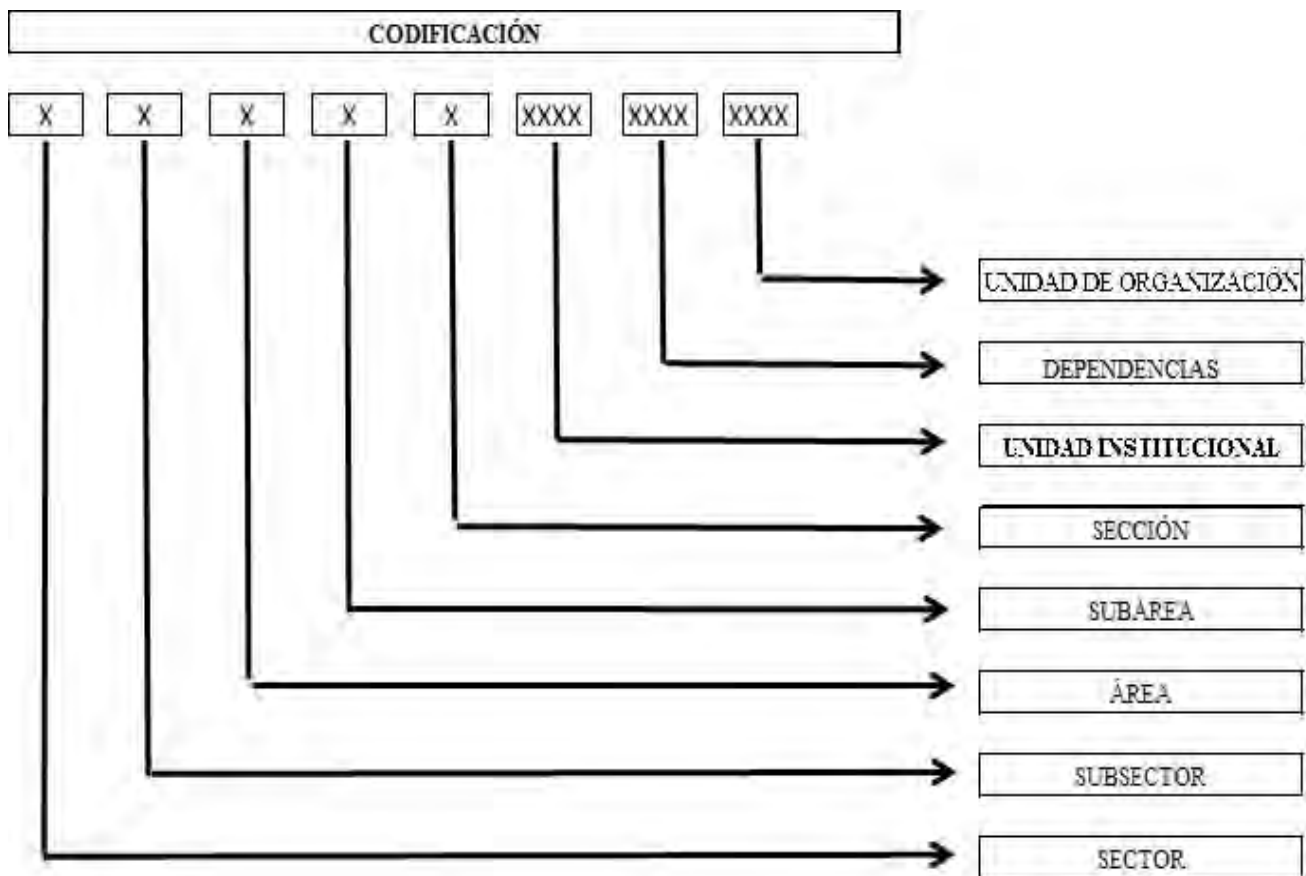 CODIFICACIÓN
X X X X X XXXX XXXX XXXX
UNIDAD DE ORGANIZACIÓN
DEPENDENCIAS
UNIDAD INSTITUCIONAL
SECCIÓN
SUBÁREA
ÁREA
SUBSECTOR
SECTOR